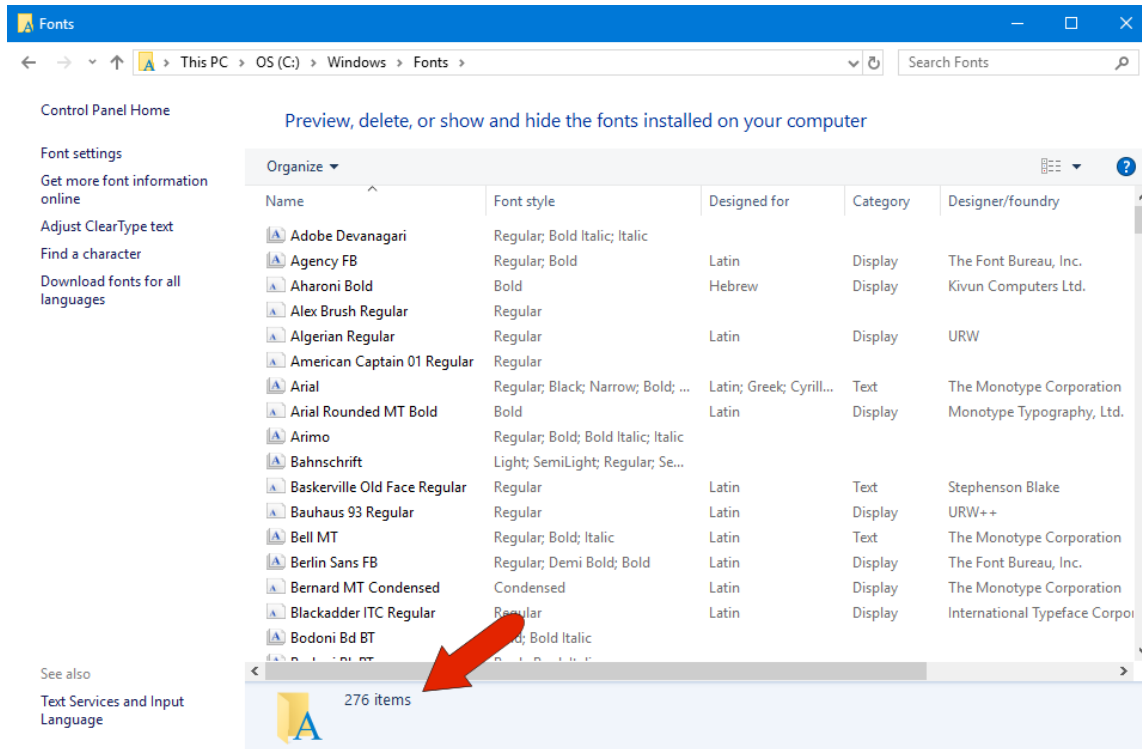 Fonts
This PC > OS (C:) > Windows > Fonts >
Search Fonts
Control Panel Home
Font settings
Get more font information
online
Adjust ClearType text
Find a character
Download fonts for all
languages
Preview, delete, or show and hide the fonts installed on your computer
Organize
Name Font style Designed for Category Designer/foundry
Adobe Devanagari Regular; Bold Italic; Italic
Agency FB Regular; Bold Latin Display The Font Bureau, Inc.
Aharoni Bold Bold Hebrew Display Kivun Computers Ltd.
Alex Brush Regular Regular
Algerian Regular Regular Latin Display URW
American Captain 01 Regular Regular
Arial Regular; Black; Narrow; Bold; ... Latin; Greek; Cyrill... Text The Monotype Corporation
Arial Rounded MT Bold Bold Latin Display Monotype Typography, Ltd.
Arimo Regular; Bold; Bold Italic; Italic
Bahnschrift Light; SemiLight; Regular; Se...
Baskerville Old Face Regular Regular Latin Text Stephenson Blake
Bauhaus 93 Regular Regular Latin Display URW++
Bell MT Regular; Bold; Italic Latin Text The Monotype Corporation
Berlin Sans FB Regular; Demi Bold; Bold Latin Display The Font Bureau, Inc.
Bernard MT Condensed Condensed Latin Display The Monotype Corporation
Blackadder ITC Regular Regular Latin Display International Typeface Corpor
Bodoni Bd BT Bold Italic
See also
Text Services and Input
Language
276 items